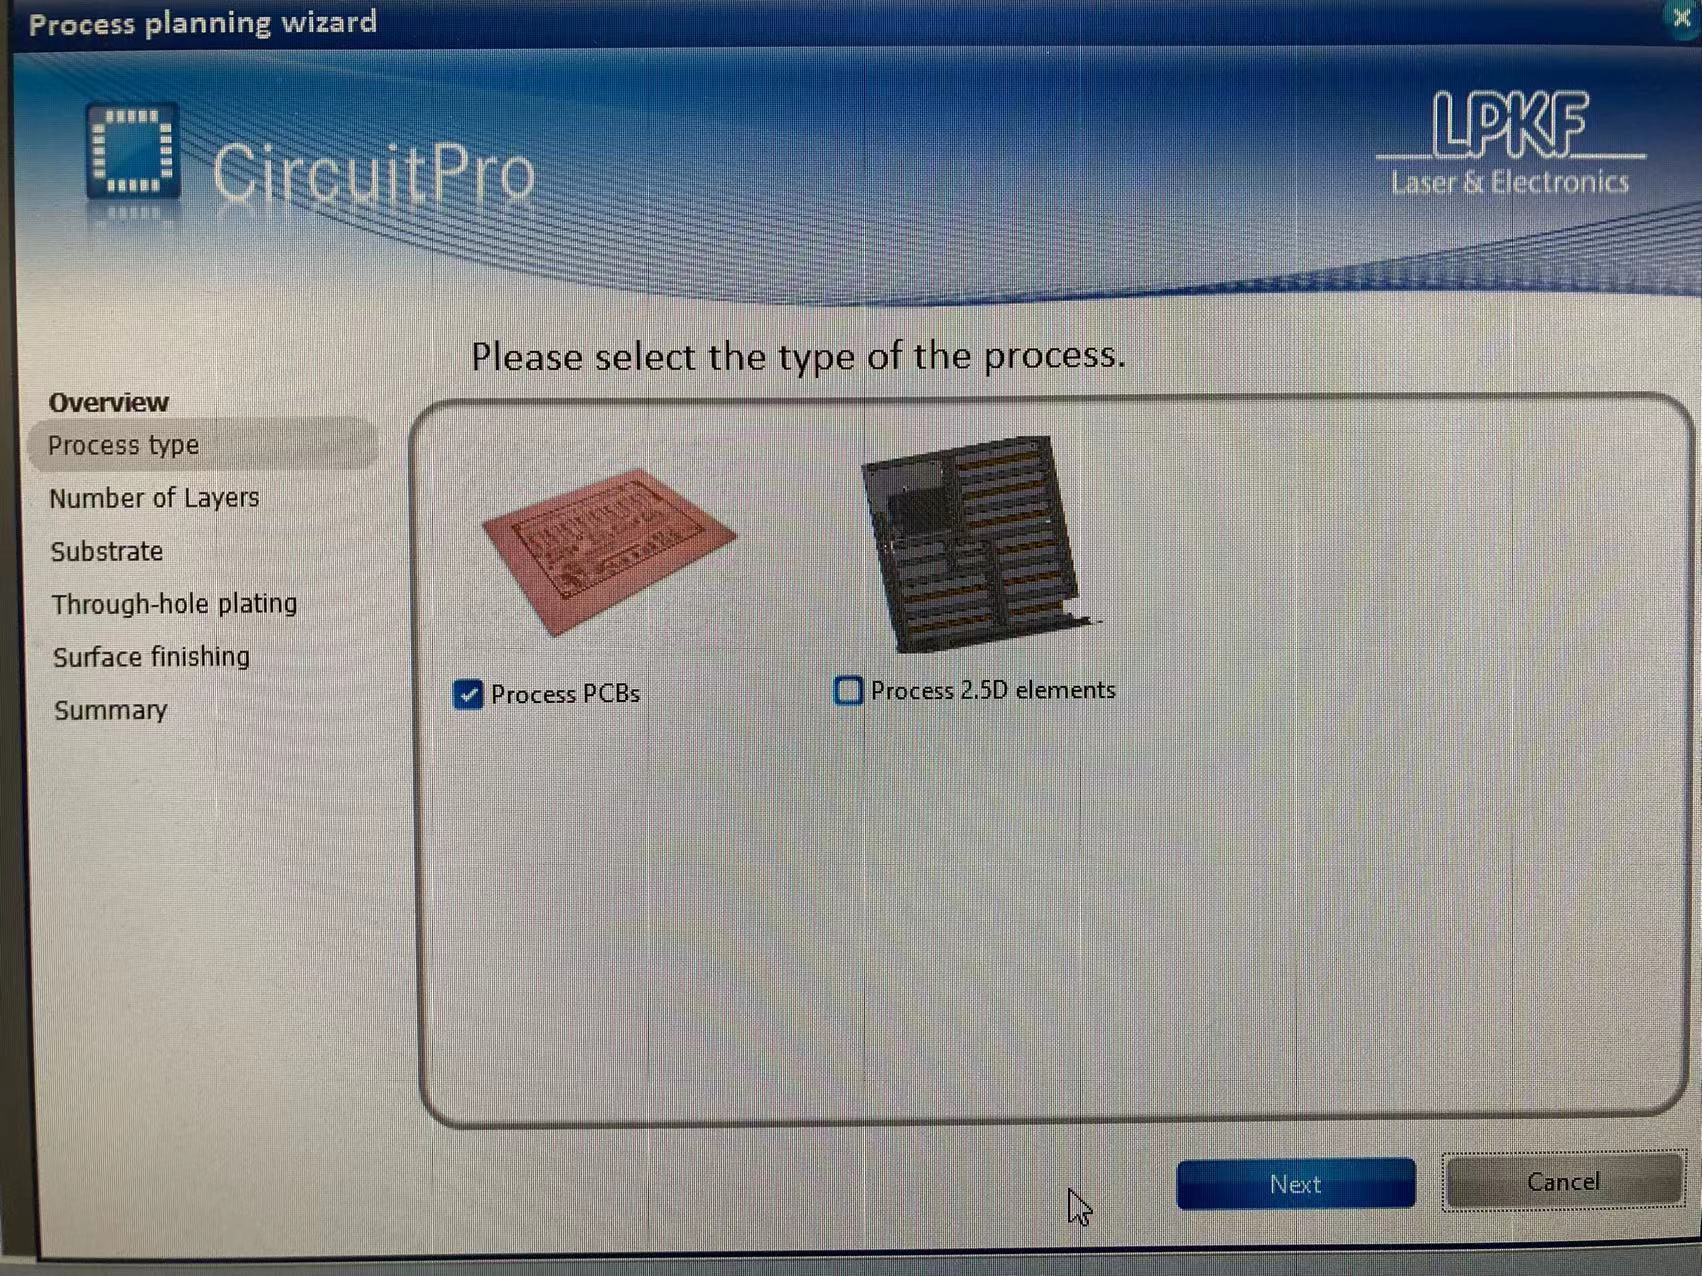 Process planning wizard
CircuitPro
LPKF
Laser & Electronics
Please select the type of the process.
Overview
Process type
Number of Layers
Substrate
Through-hole plating
Surface finishing
Summary
Process PCBs
Process 2.5D elements
Next
Cancel